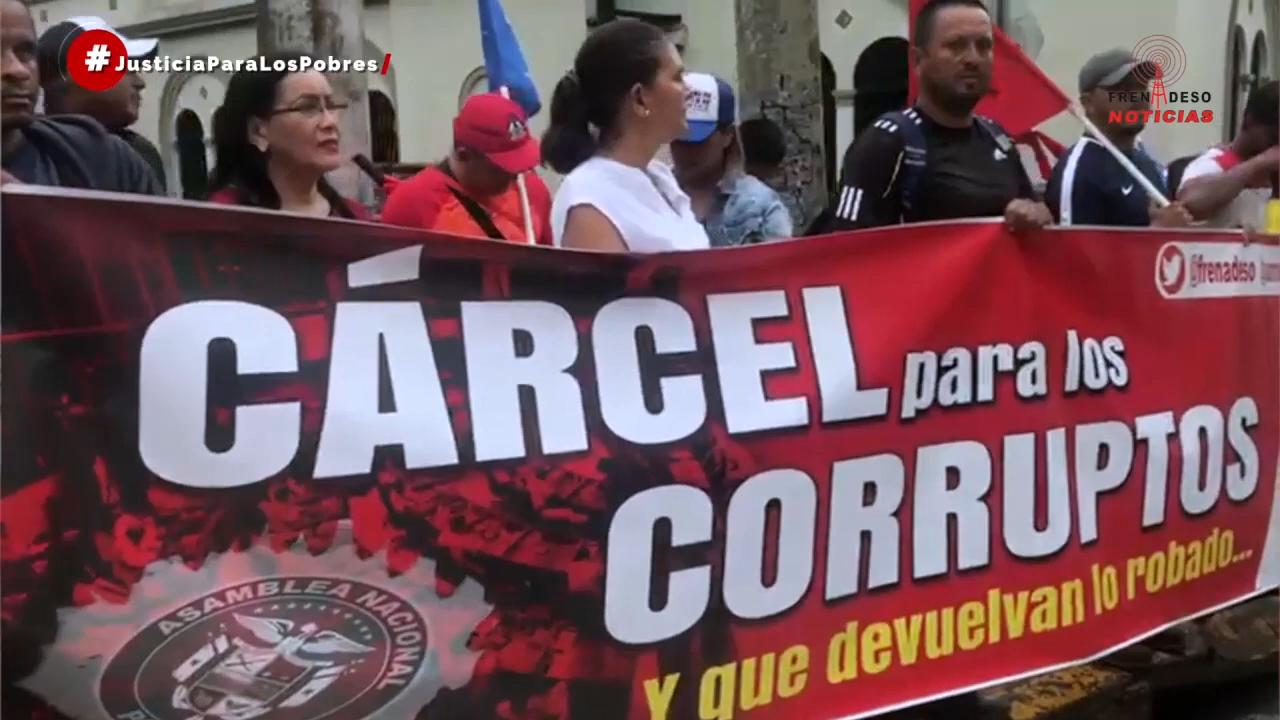 #JusticiaParaLosPobres/
FRENADESO
NOTICIAS
@frenadeso
CÁRCEL para los
CORRUPTOS
Y que devuelvan lo robado...
ASAMBLEA NACIONAL